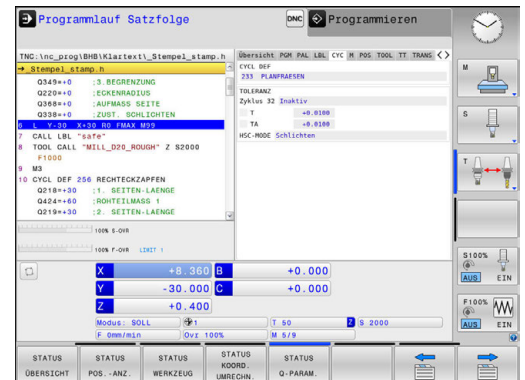 Programmlauf Satzfolge
DNC
Programmieren
TNC:\nc_prog\BHB\Klartext\_Stempel_stamp.h
→_Stempel_stamp.h
Q349=+0 ;3.BEGRENZUNG
Q220=+0 ;ECKENRADIUS
Q368=+0 ;AUFMASS SEITE
Q338=+0 ;ZUST. SCHLICHTEN
6 L Y-30 X+30 R0 FMAX M99
7 CALL LBL "safe"
8 TOOL CALL "MILL_D20_ROUGH" Z S2000
F1000
9 M3
10 CYCL DEF 256 RECHTECKZAPFEN
Q218=+30 ;1. SEITEN-LAENGE
Q424=+60 ;ROHTEILMASS 1
Q219=+30 ;2. SEITEN-LAENGE
100% S-OVR
100% F-OVR LIMIT 1
Übersicht PGM PAL LBL CYC M POS TOOL TT TRANS
CYCL DEF
233 PLANFRAESEN
TOLERANZ
Zyklus 32 Inaktiv
T +0.0100
TA +0.0100
HSC-MODE Schlichten
X +8.360 B +0.000
Y -30.000 C +0.000
Z +0.400
Modus: SOLL 1 T 50 Z S 2000
F 0mm/min Ovr 100% M 5/9
M
S
T
S100%
AUS EIN
F100%
AUS EIN
STATUS ÜBERSICHT
STATUS POS.-ANZ.
STATUS WERKZEUG
STATUS KOORD. UMRECHN.
STATUS Q-PARAM.